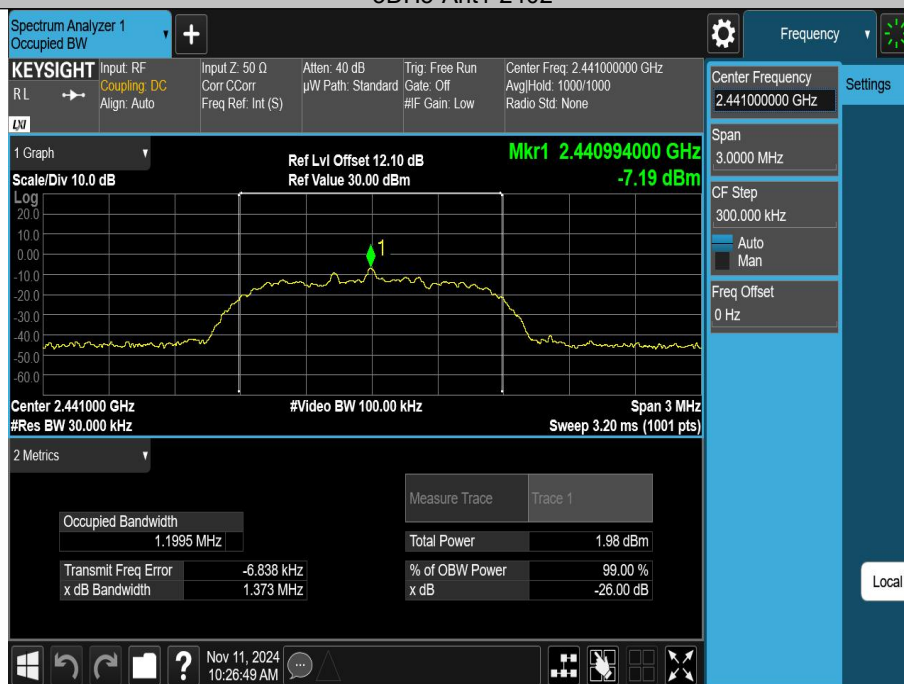 Spectrum Analyzer 1
Occupied BW
Frequency
KEYSIGHT
R L
LXI
Input: RF
Coupling: DC
Align: Auto
Input Z: 50 Ω
Corr CCorr
Freq Ref: Int (S)
Atten: 40 dB
µW Path: Standard
Trig: Free Run
Gate: Off
#IF Gain: Low
Center Freq: 2.441000000 GHz
Avg|Hold: 1000/1000
Radio Std: None
Center Frequency
2.441000000 GHz
Settings
Span
3.0000 MHz
CF Step
300.000 kHz
Auto
Man
Freq Offset
0 Hz
Local
1 Graph
Scale/Div 10.0 dB
Ref Lvl Offset 12.10 dB
Ref Value 30.00 dBm
Mkr1 2.440994000 GHz
-7.19 dBm
Log
20.0
10.0
0.00
-10.0
-20.0
-30.0
-40.0
-50.0
-60.0
1
Center 2.441000 GHz
#Res BW 30.000 kHz
#Video BW 100.00 kHz
Span 3 MHz
Sweep 3.20 ms (1001 pts)
2 Metrics
Measure Trace Trace 1
Occupied Bandwidth
1.1995 MHz
Total Power 1.98 dBm
Transmit Freq Error -6.838 kHz
% of OBW Power 99.00 %
x dB Bandwidth 1.373 MHz
x dB -26.00 dB
Nov 11, 2024
10:26:49 AM